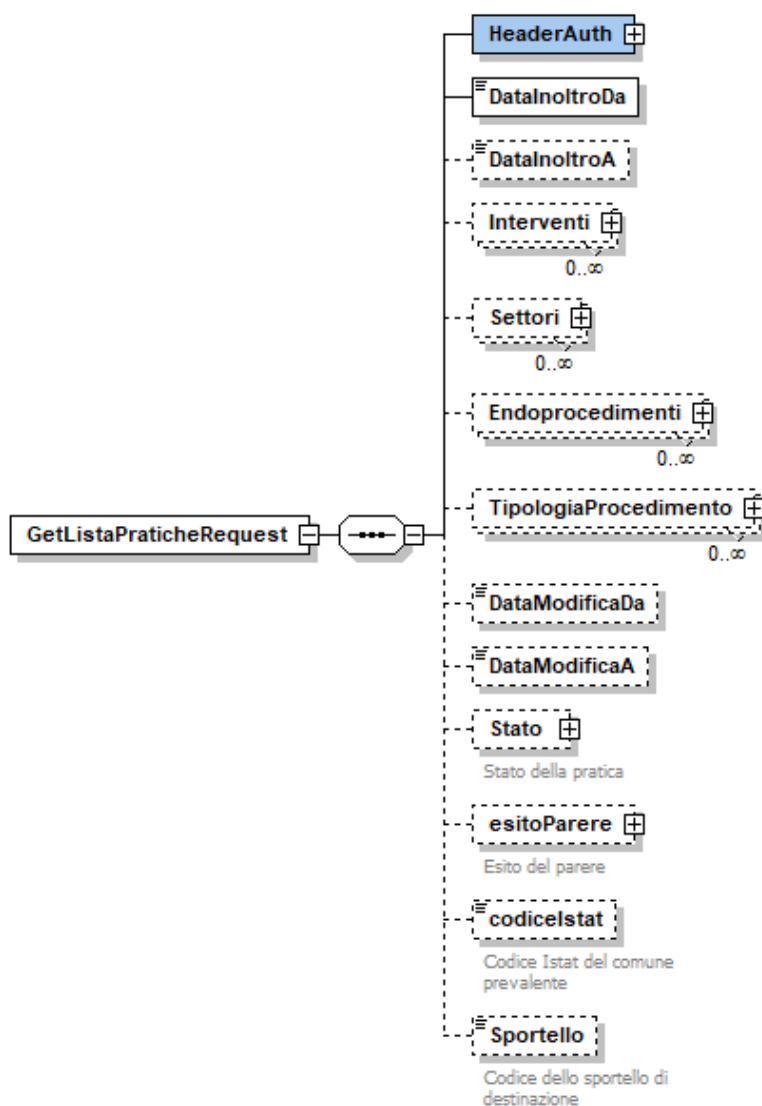 HeaderAuth
DataInoltroDa
DataInoltroA
Interventi
0..∞
Settori
0..∞
Endoprocedimenti
0..∞
TipologiaProcedimento
0..∞
GetListaPraticheRequest
DataModificaDa
DataModificaA
Stato
Stato della pratica
esitoParere
Esito del parere
codiceIstat
Codice Istat del comune
prevalente
Sportello
Codice dello sportello di
destinazione